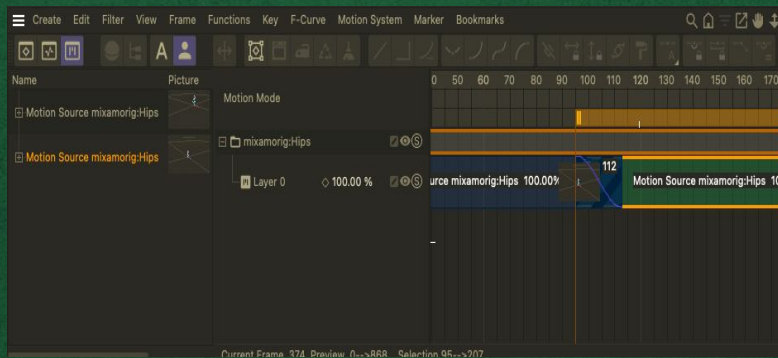 Create Edit Filter View Frame Functions Key F-Curve Motion System Marker Bookmarks
A
Name Picture
0 50 60 70 80 90 100 110 120 130 140 150 160 170
Motion Mode
Motion Source mixamorig:Hips
mixamorig:Hips
Motion Source mixamorig:Hips
112
Layer 0 100.00 % urce mixamorig:Hips 100.00% Motion Source mixamorig:Hips 10
Current Frame 374 Preview 0-->868 Selection 95-->207